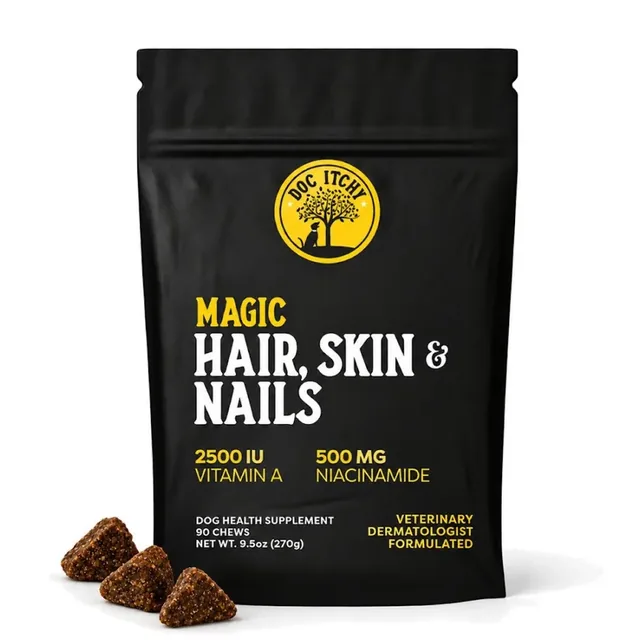 DOC ITCHY
MAGIC
HAIR, SKIN &
NAILS
2500 IU
VITAMIN A
500 MG
NIACINAMIDE
DOG HEALTH SUPPLEMENT
90 CHEWS
NET WT. 9.5oz (270g)
VETERINARY
DERMATOLOGIST
FORMULATED